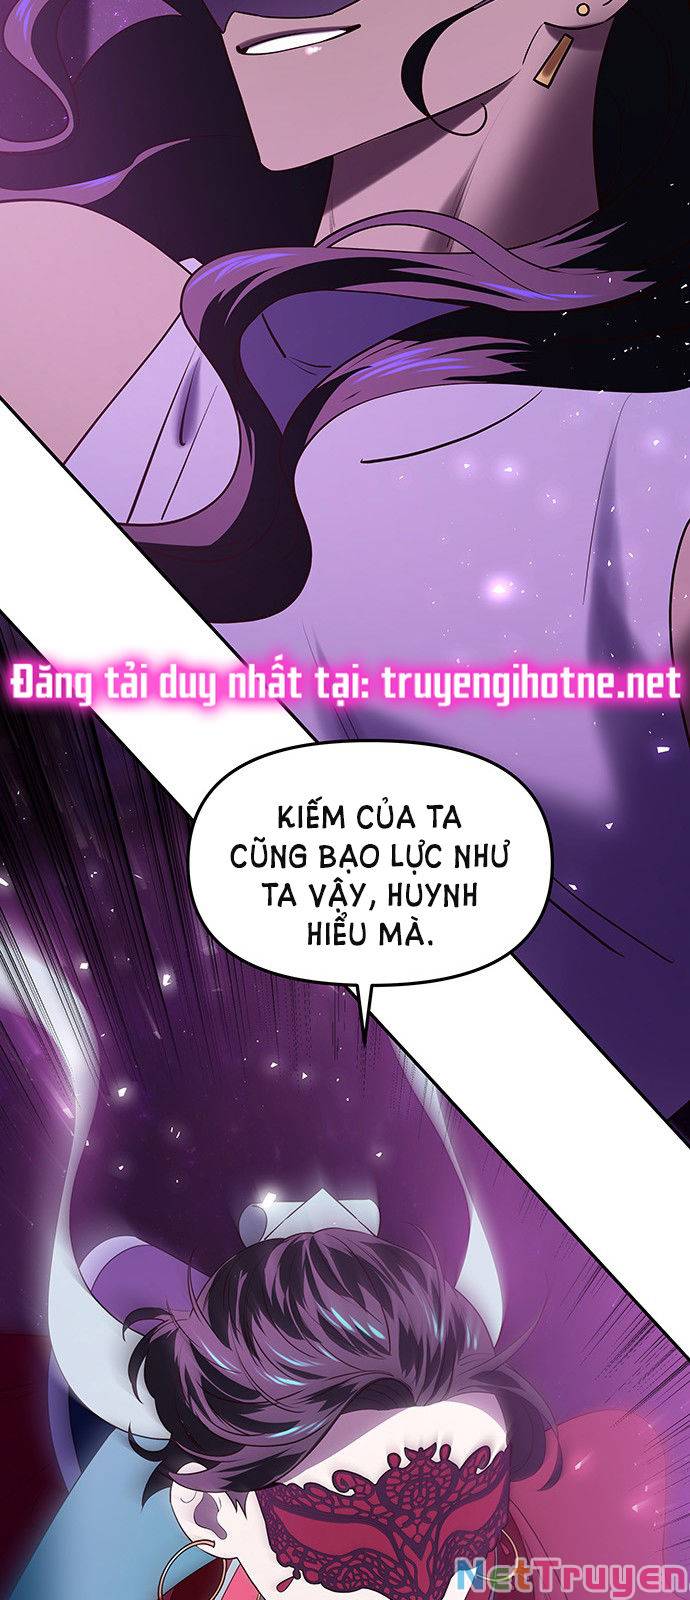 Đăng tải duy nhất tại: truyengihotne.net
KIẾM CỦA TA
CŨNG BẠO LỰC NHƯ
TA VẬY, HUYNH
HIỂU MÀ.
NetTruyen